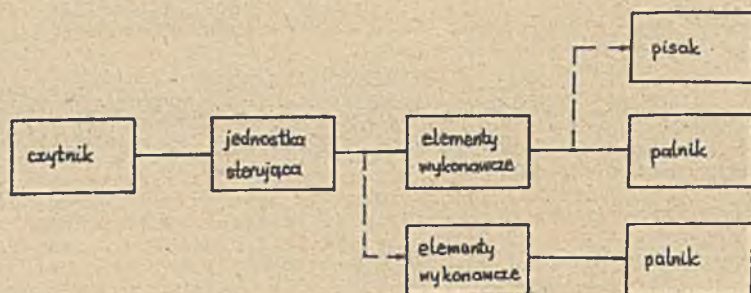 pisak
czytnik
jednostka
sterująca
elementy
wykonawcze
palnik
elementy
wykonawcze
palnik